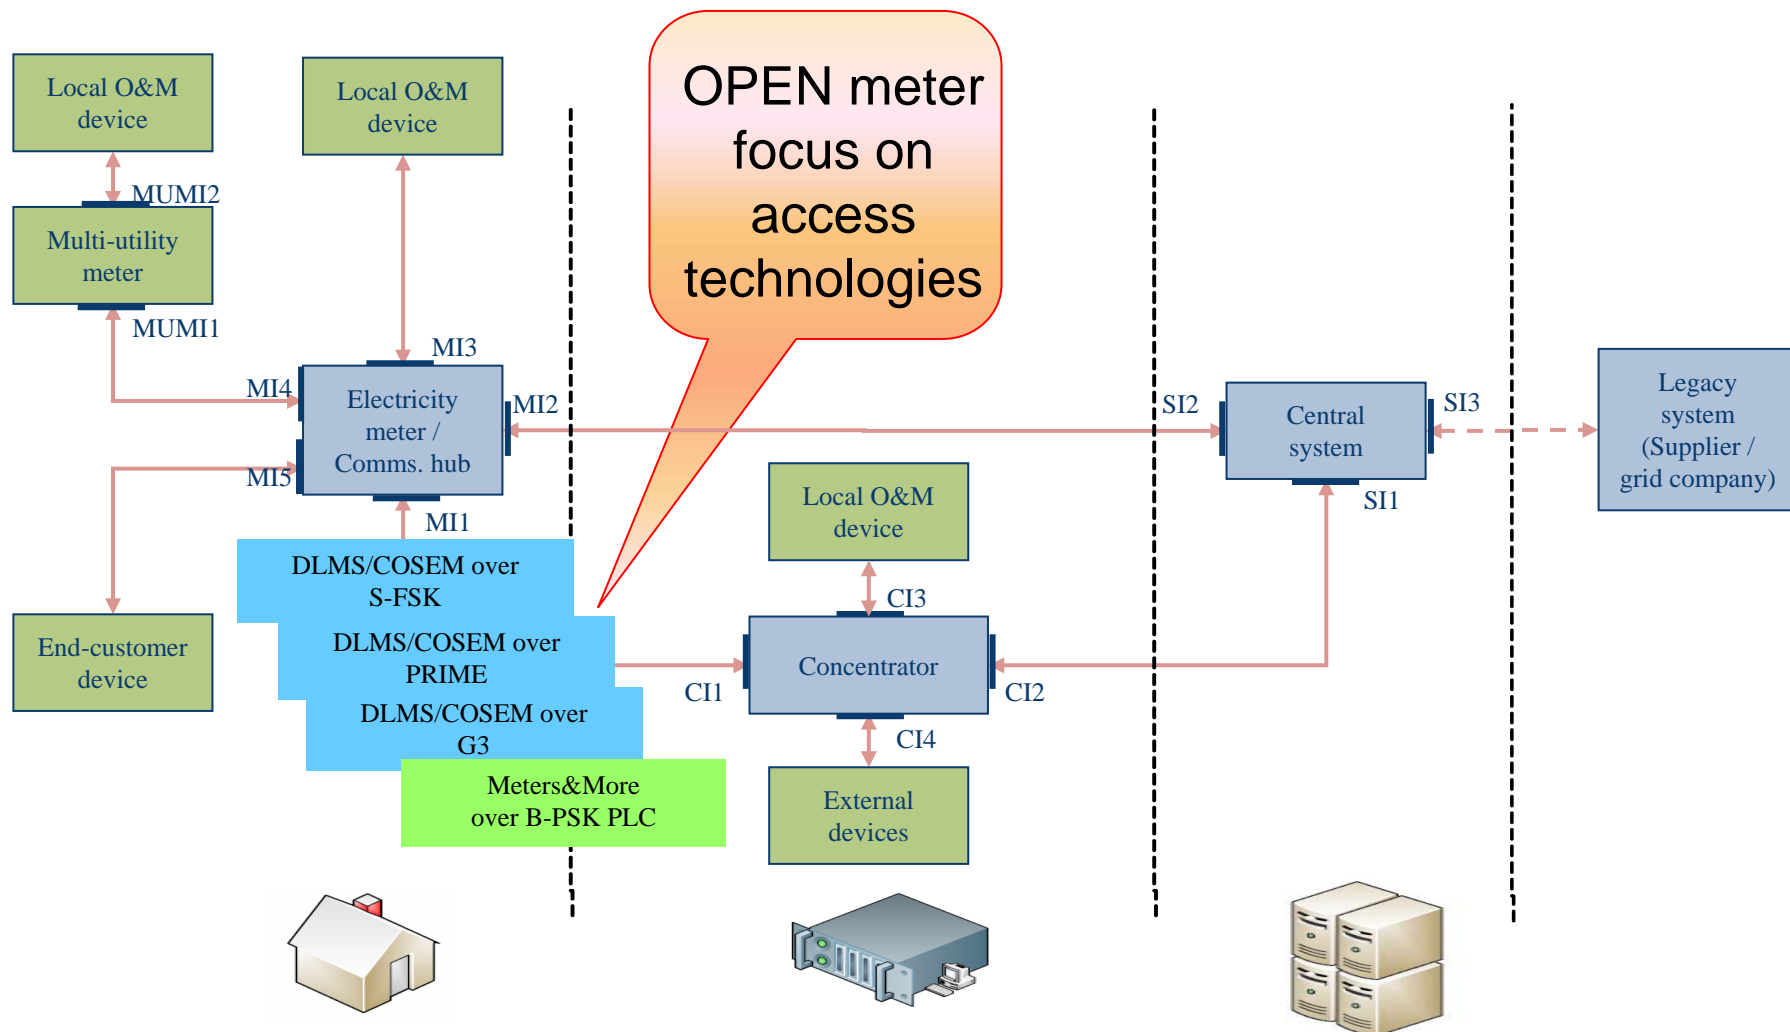 Local O&M
device
Local O&M
device
OPEN meter
focus on
access
technologies
MUMI2
Multi-utility
meter
MUMI1
MI3
MI4
Electricity
meter /
Comms. hub
MI2
MI5
MI1
SI2
Central
system
SI3
SI1
Legacy
system
(Supplier /
grid company)
Local O&M
device
CI3
DLMS/COSEM over
S-FSK
DLMS/COSEM over
PRIME
DLMS/COSEM over
G3
Meters&More
over B-PSK PLC
End-customer
device
CI1
Concentrator
CI2
CI4
External
devices